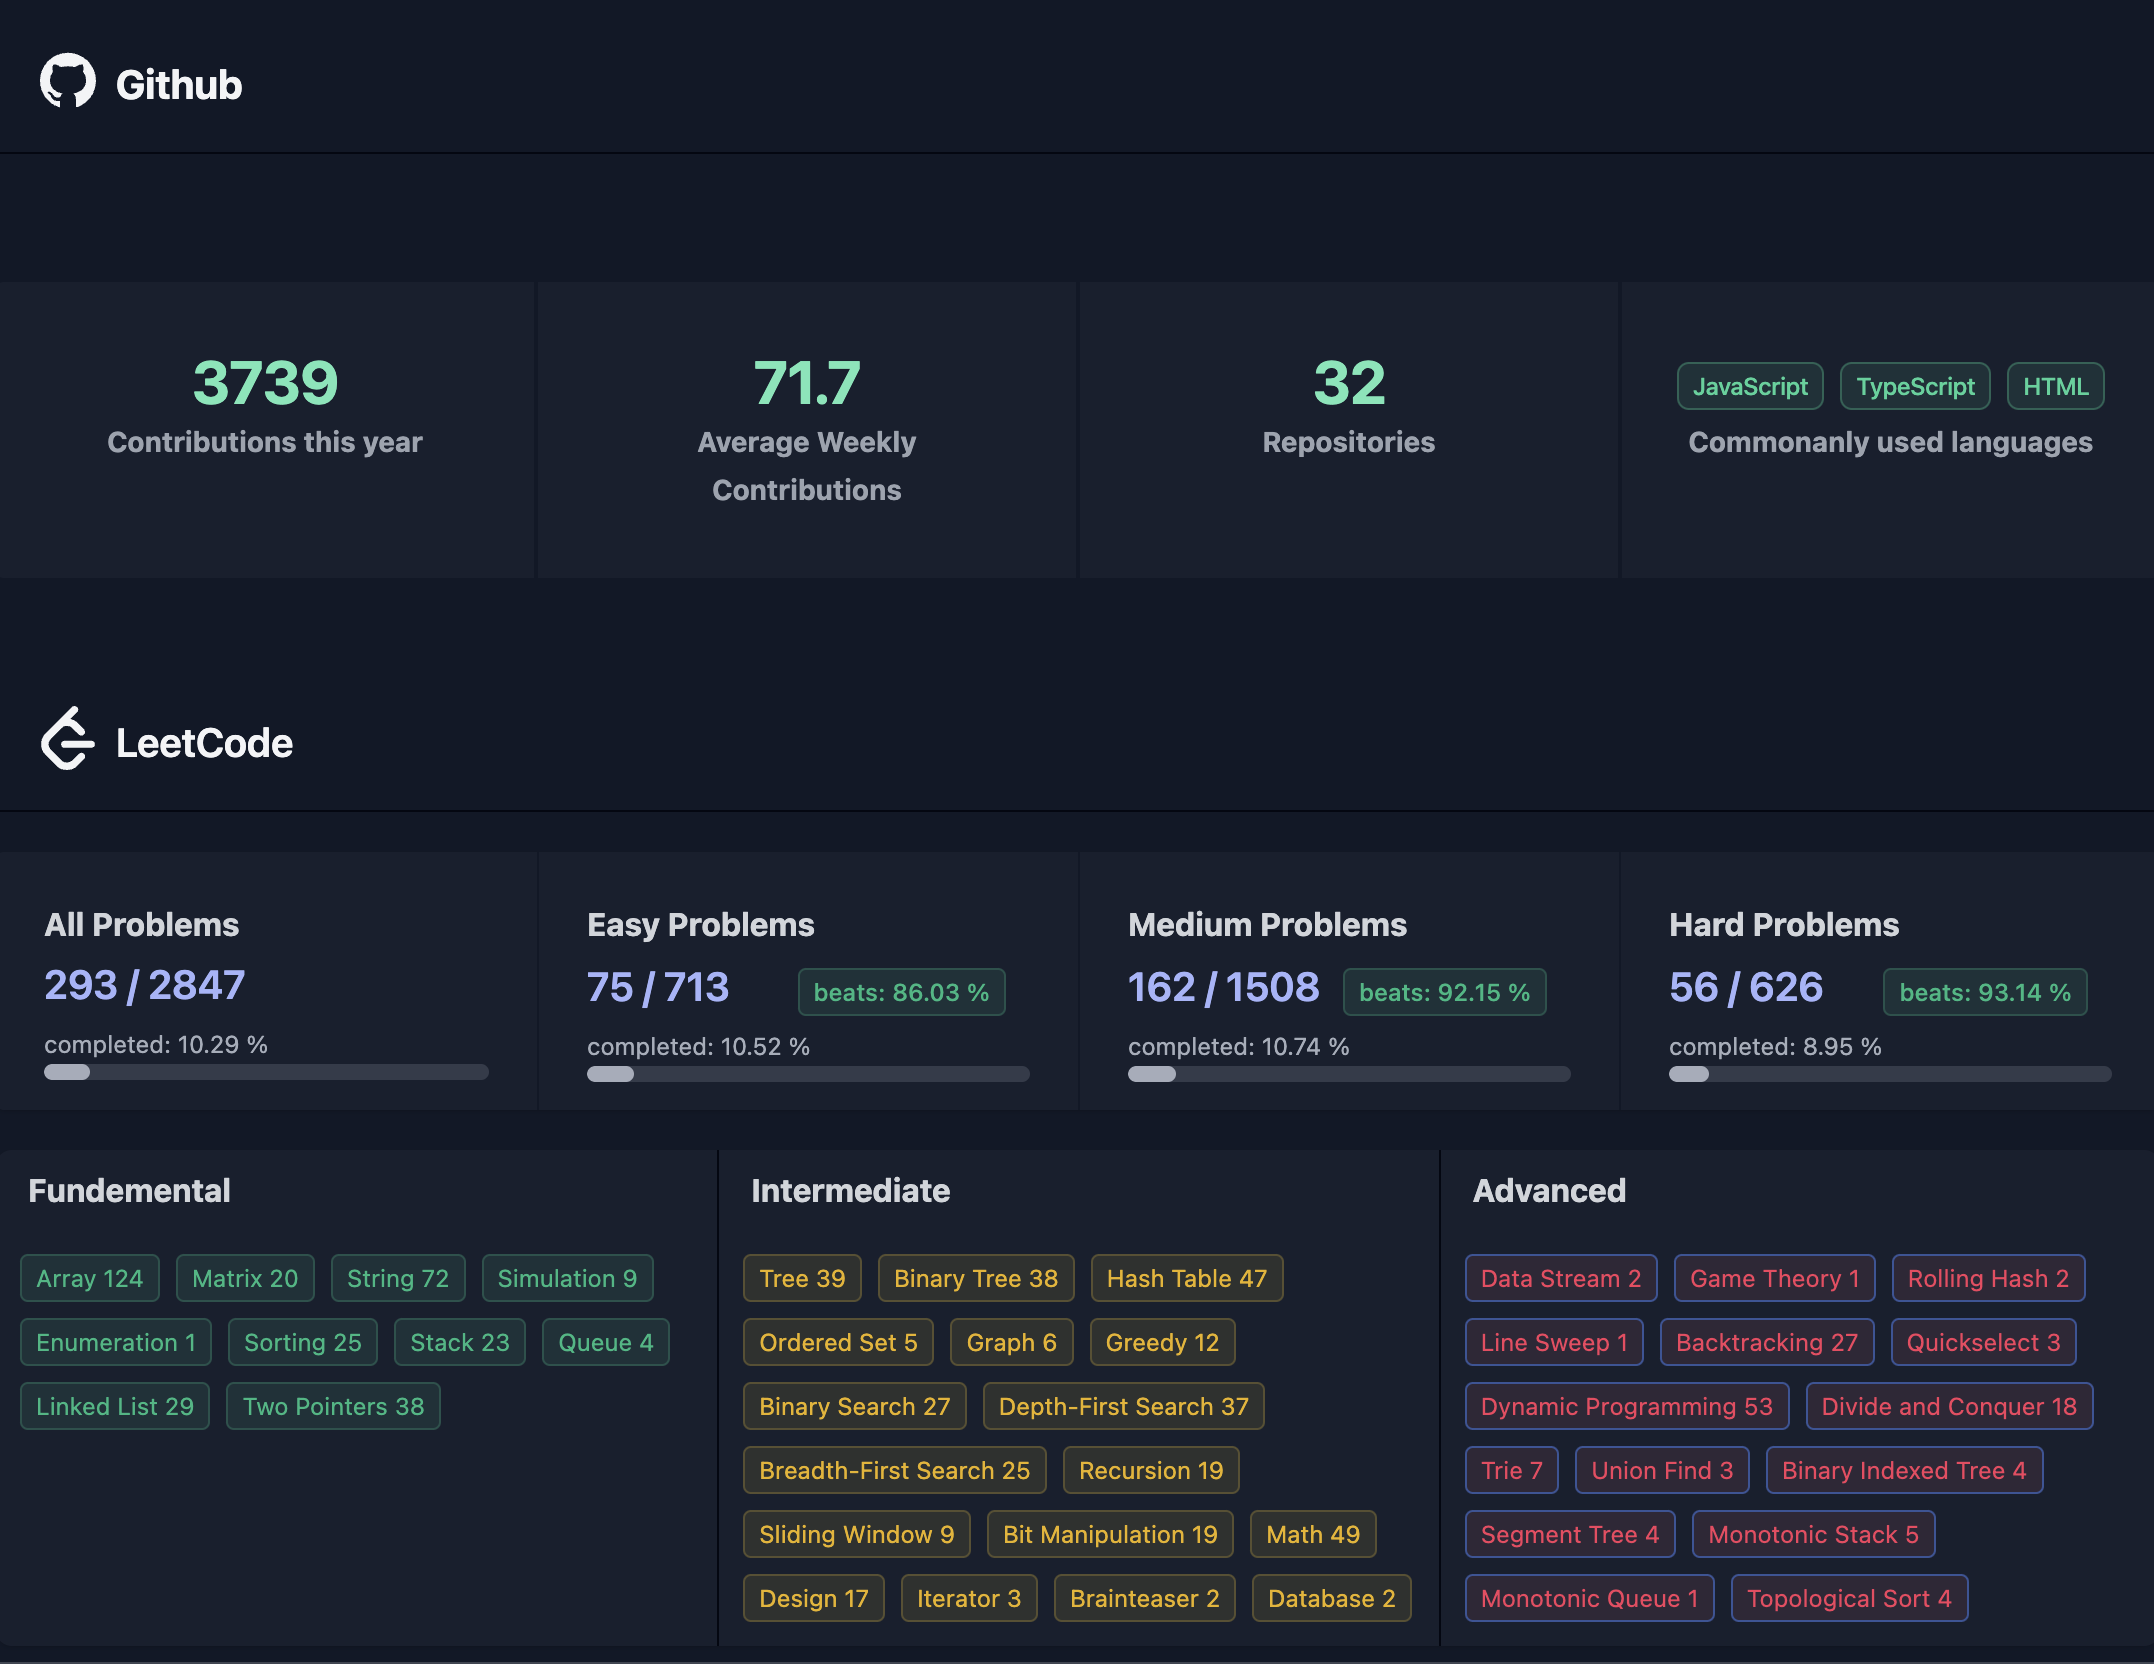 Github
3739
Contributions this year
71.7
Average Weekly
Contributions
32
Repositories
JavaScript TypeScript HTML
Commonanly used languages
LeetCode
All Problems
293 / 2847
completed: 10.29 %
Easy Problems
75 / 713 beats: 86.03 %
completed: 10.52 %
Medium Problems
162 / 1508 beats: 92.15 %
completed: 10.74 %
Hard Problems
56 / 626 beats: 93.14 %
completed: 8.95 %
Fundemental
Array 124 Matrix 20 String 72 Simulation 9
Enumeration 1 Sorting 25 Stack 23 Queue 4
Linked List 29 Two Pointers 38
Intermediate
Tree 39 Binary Tree 38 Hash Table 47
Ordered Set 5 Graph 6 Greedy 12
Binary Search 27 Depth-First Search 37
Breadth-First Search 25 Recursion 19
Sliding Window 9 Bit Manipulation 19 Math 49
Design 17 Iterator 3 Brainteaser 2 Database 2
Advanced
Data Stream 2 Game Theory 1 Rolling Hash 2
Line Sweep 1 Backtracking 27 Quickselect 3
Dynamic Programming 53 Divide and Conquer 18
Trie 7 Union Find 3 Binary Indexed Tree 4
Segment Tree 4 Monotonic Stack 5
Monotonic Queue 1 Topological Sort 4